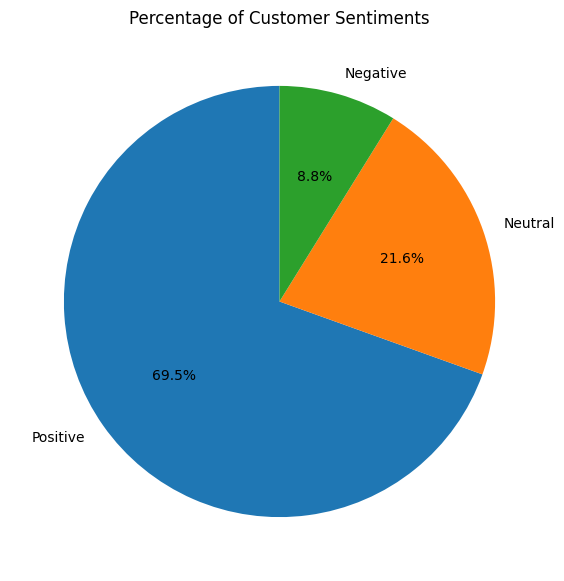 Percentage of Customer Sentiments
Negative
8.8%
Neutral
21.6%
69.5%
Positive